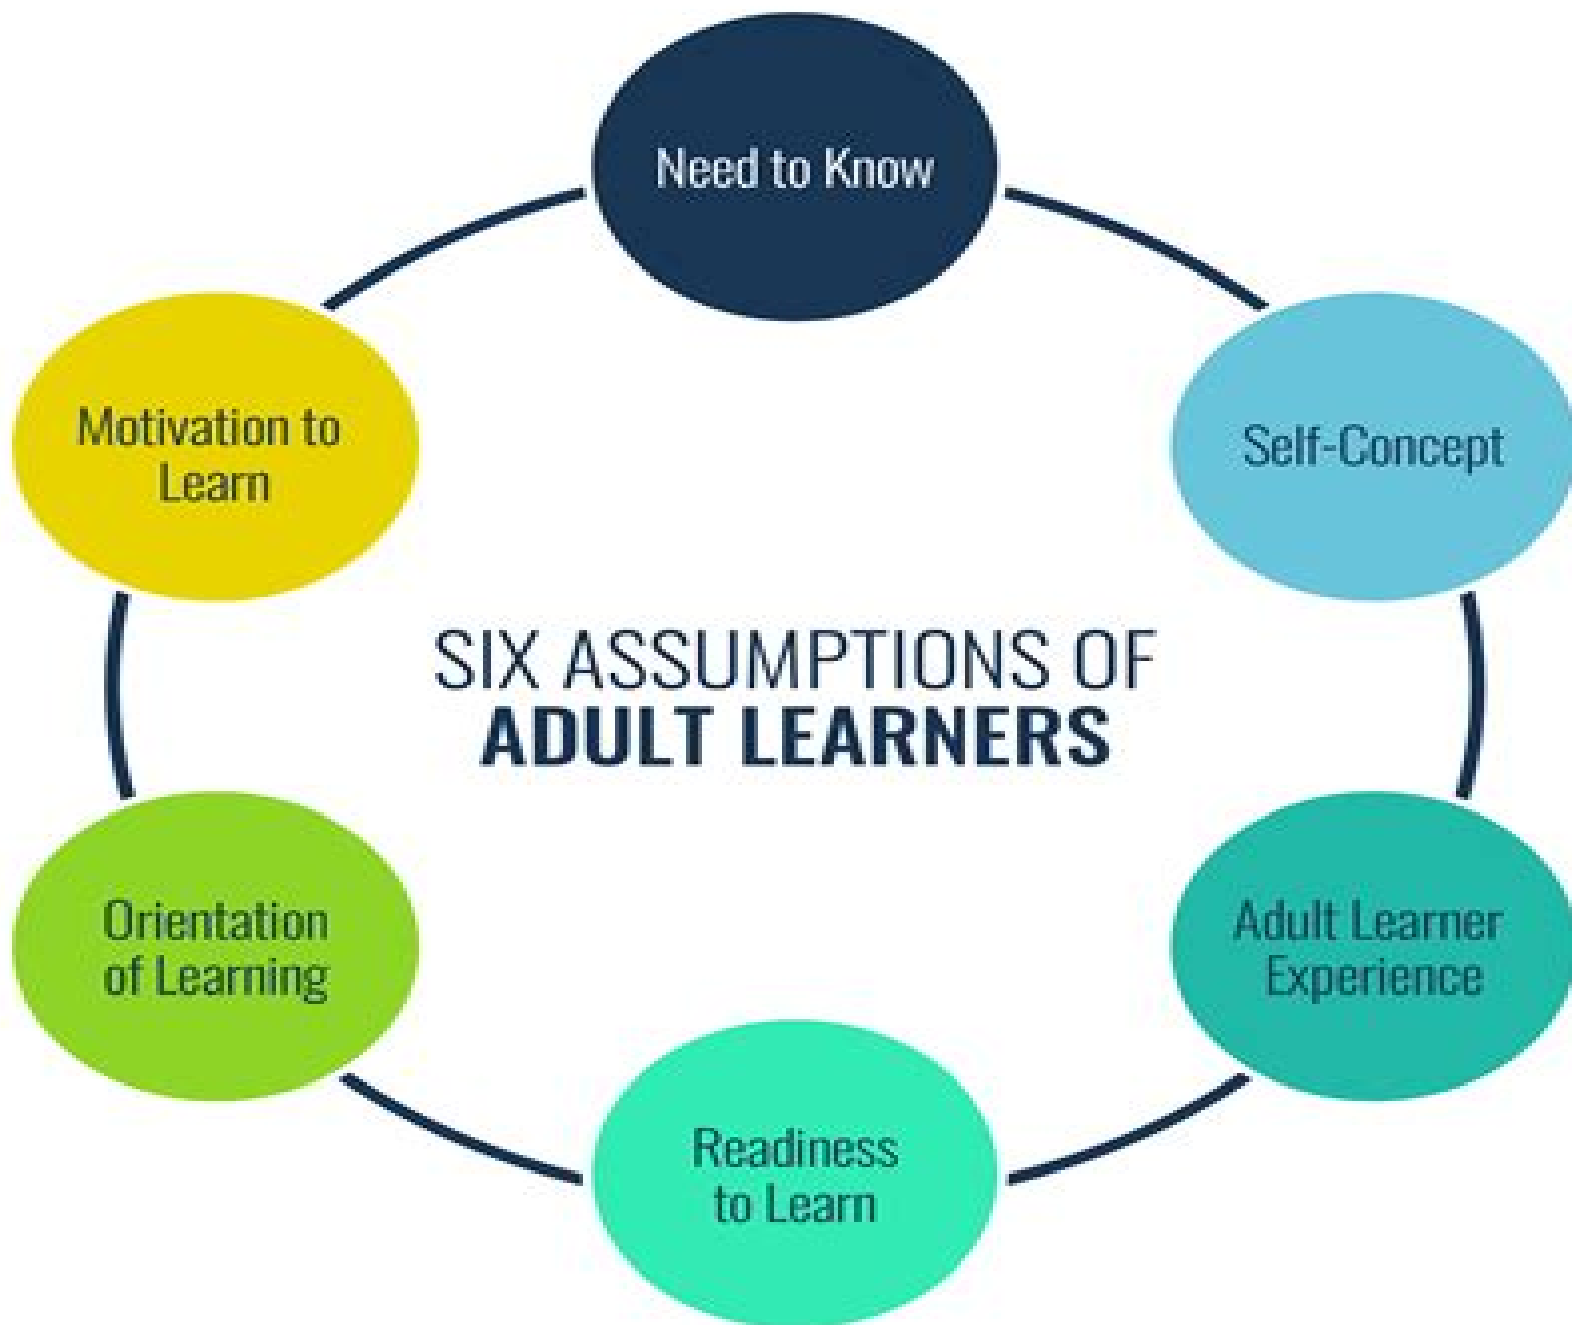 Need to Know
Self-Concept
Adult Learner
Experience
Readiness
to Learn
Orientation
of Learning
Motivation to
Learn
SIX ASSUMPTIONS OF
ADULT LEARNERS